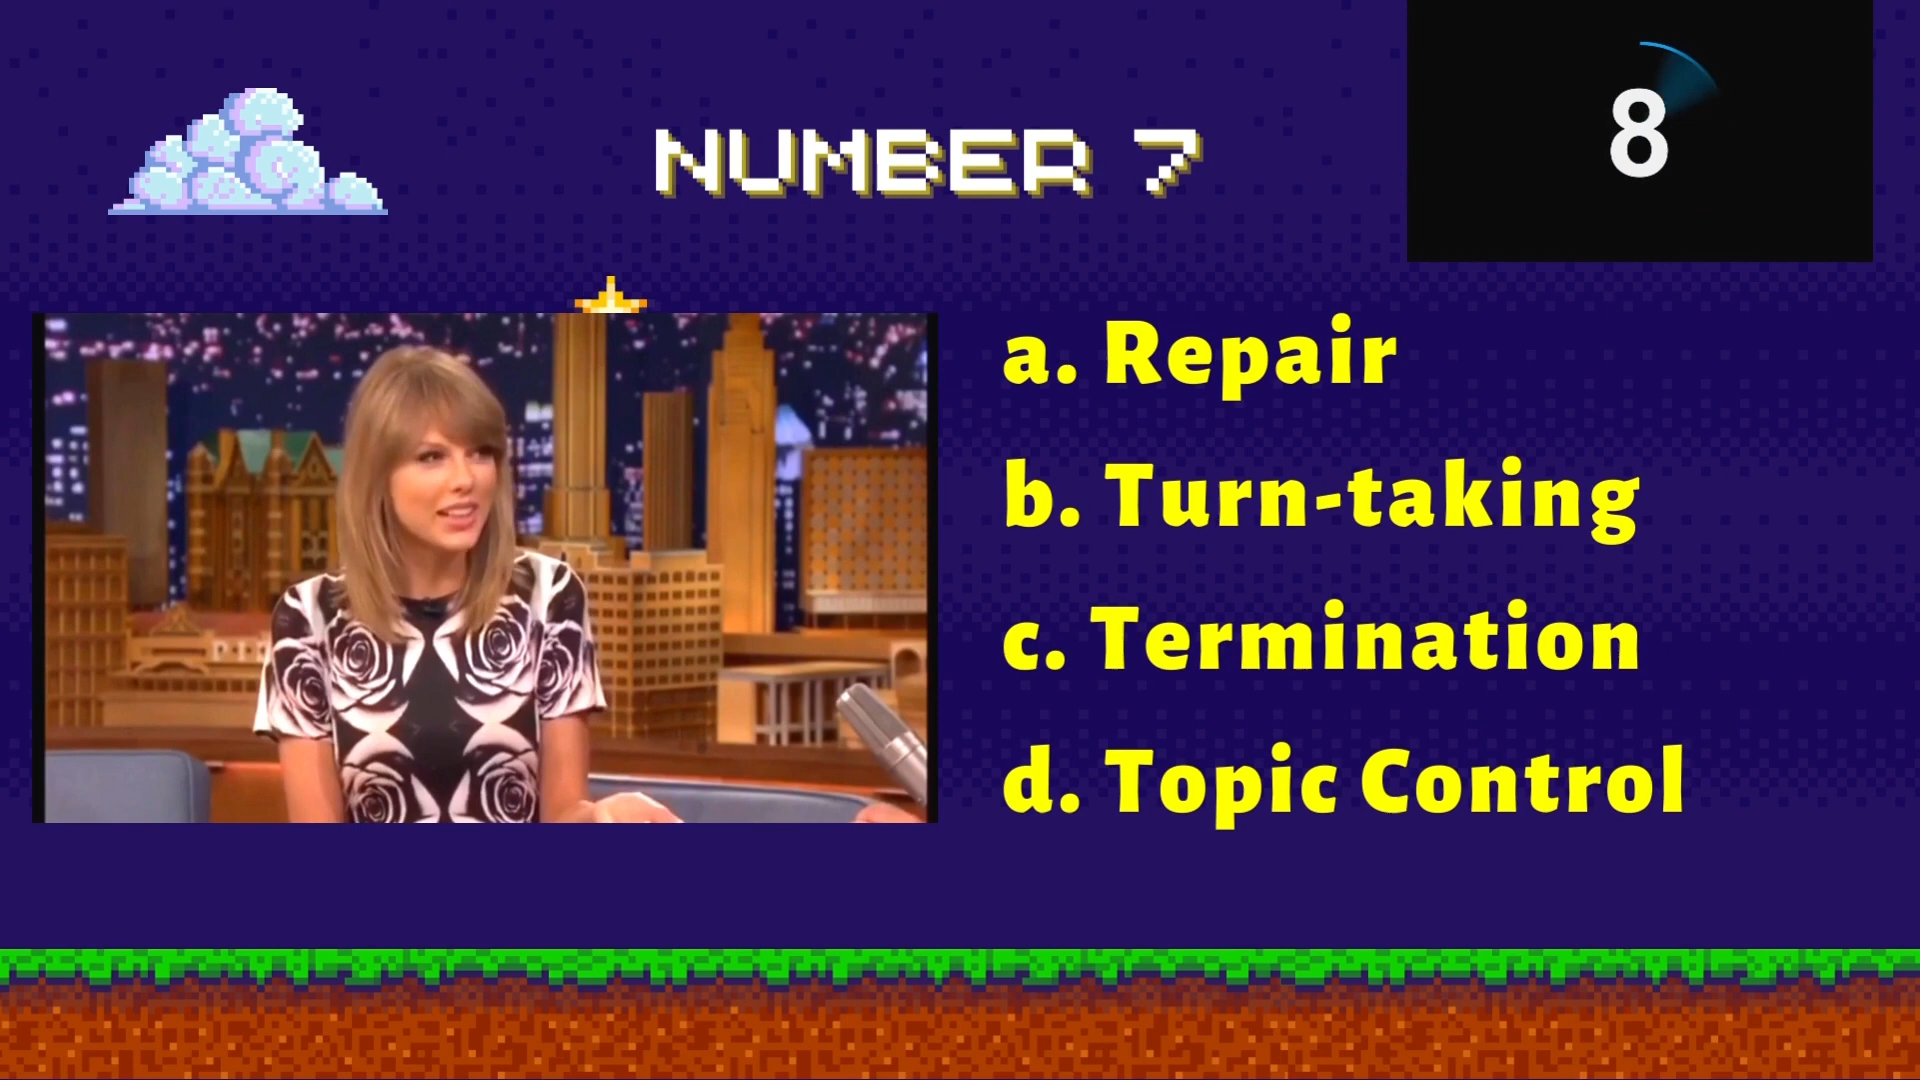 NUMBER 7
8
a. Repair
b. Turn-taking
c. Termination
d. Topic Control